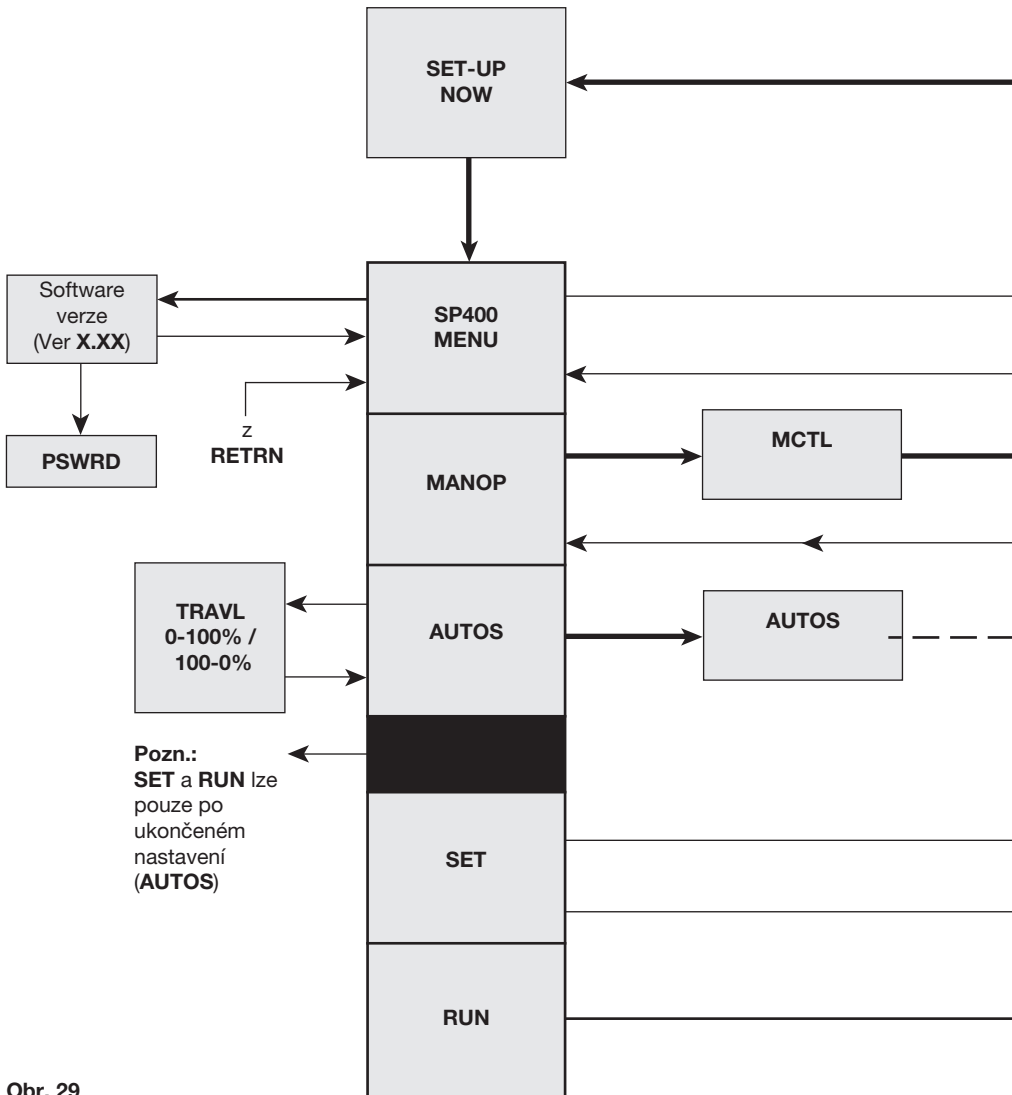 SET-UP
NOW
Software
verze
(Ver X.XX)
SP400
MENU
z
RETRN
PSWRD
MANOP
MCTL
TRAVL
0-100% /
100-0%
AUTOS
AUTOS
Pozn.:
SET a RUN lze
pouze po
ukončeném
nastavení
(AUTOS)
SET
RUN
Obr. 29